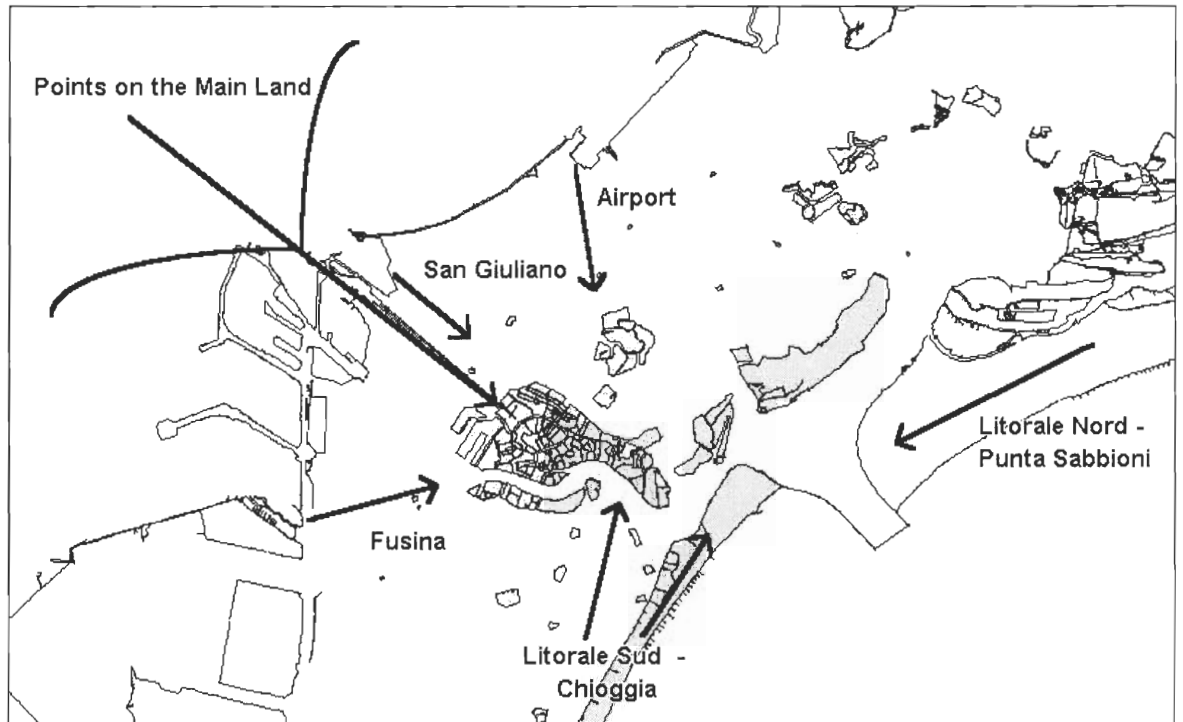 Points on the Main Land
Airport
San Giuliano
Litorale Nord -
Punta Sabbioni
Fusina
Litorale Sud -
Chioggia